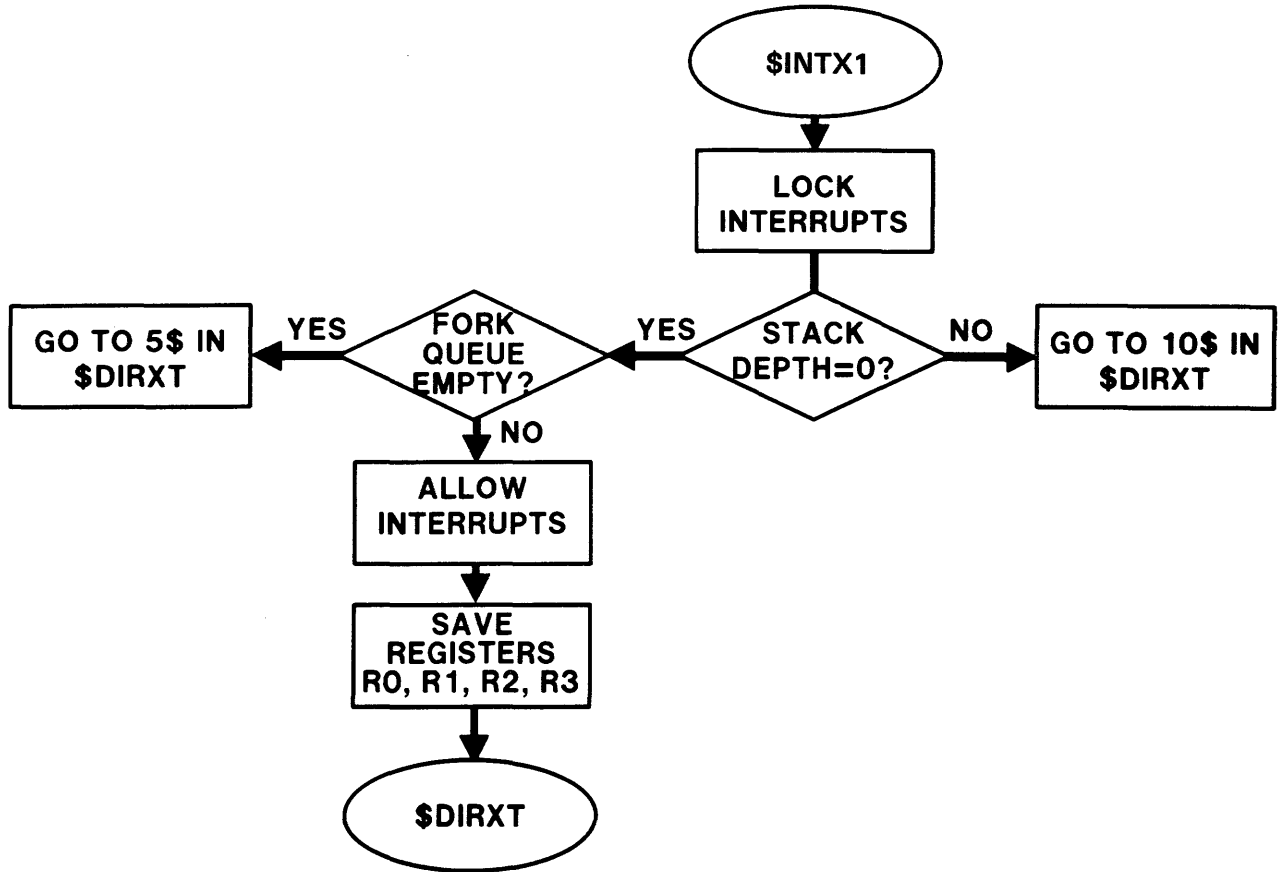 $INTX1
LOCK
INTERRUPTS
STACK
DEPTH=0?
YES
NO
GO TO 10$ IN
$DIRXT
FORK
QUEUE
EMPTY?
YES
NO
GO TO 5$ IN
$DIRXT
ALLOW
INTERRUPTS
SAVE
REGISTERS
R0, R1, R2, R3
$DIRXT